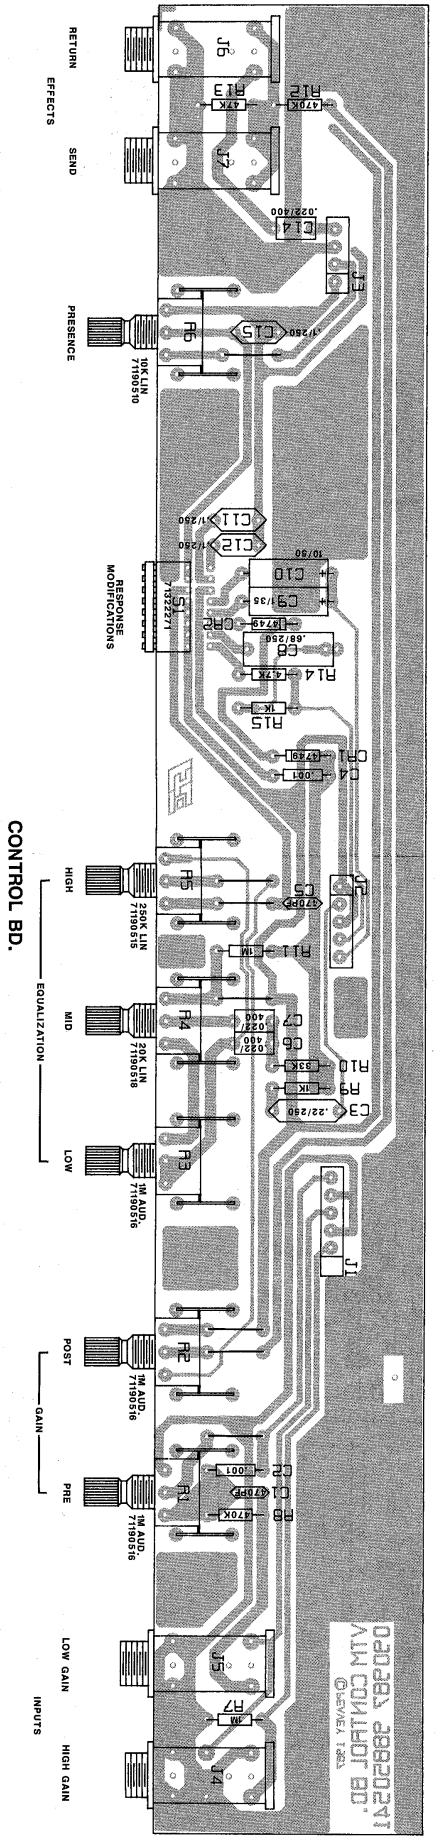 RETURN
EFFECTS
SEND
J6
J7
R13
47K
R12
470K
C14
.022/400
J3
PRESENCE
R6
10K LIN
71190510
C15
.1/250
C11
.1/250
C12
.1/250
RESPONSE
MODIFICATIONS
S1
71322271
10/50
C10
C9
1/35
CR2
4749
.68/250
C8
R14
4.7K
R15
1K
CR1
4749
C4
.001
CONTROL BD.
HIGH
R5
250K LIN
71190515
C5
470PF
J2
R11
1M
EQUALIZATION
MID
R4
20K LIN
71190518
C7
.022/
400
C6
.022/
400
R10
33K
R9
1K
C3
.22/250
LOW
R3
1M AUD.
71190516
J1
POST
R2
1M AUD.
71190516
GAIN
PRE
R1
1M AUD.
71190516
C2
.001
C1
470PF
R8
470K
LOW GAIN
J5
INPUTS
R7
1M
HIGH GAIN
J4
VTM CONTROL BD.
©PEAVEY 1987